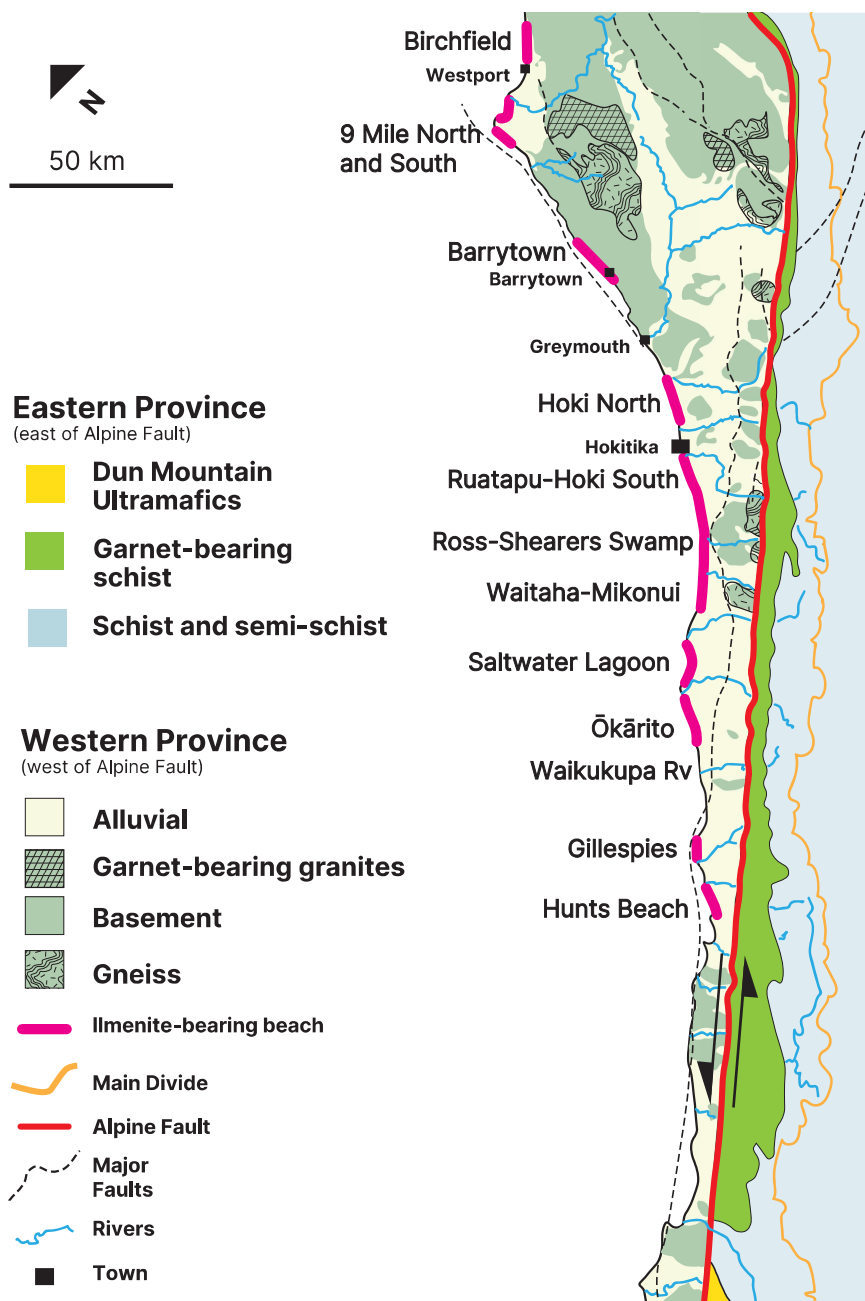 Birchfield
Westport
N
9 Mile North
and South
50 km
Barrytown
Barrytown
Greymouth
Hoki North
Hokitika
Ruatapu-Hoki South
Ross-Shearers Swamp
Waitaha-Mikonui
Saltwater Lagoon
Ōkārito
Waikukupa Rv
Gillespies
Hunts Beach
Eastern Province
(east of Alpine Fault)
Dun Mountain
Ultramafics
Garnet-bearing
schist
Schist and semi-schist
Western Province
(west of Alpine Fault)
Alluvial
Garnet-bearing granites
Basement
Gneiss
Ilmenite-bearing beach
Main Divide
Alpine Fault
Major
Faults
Rivers
Town